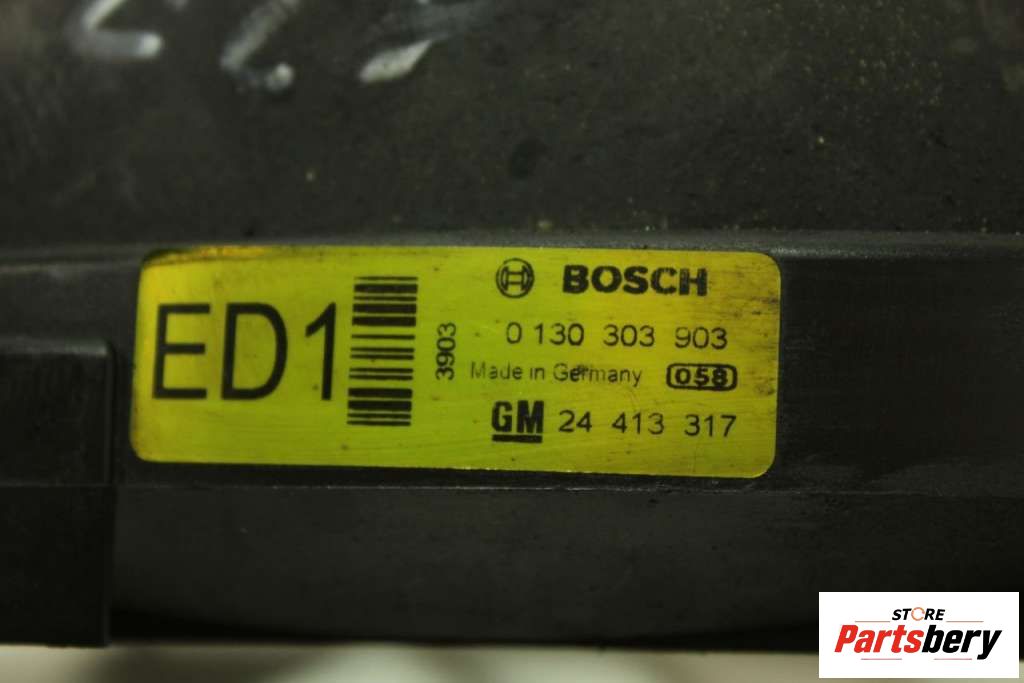 ED1
3903
BOSCH
0 130 303 903
Made in Germany 058
GM 24 413 317
STORE
Partsbery